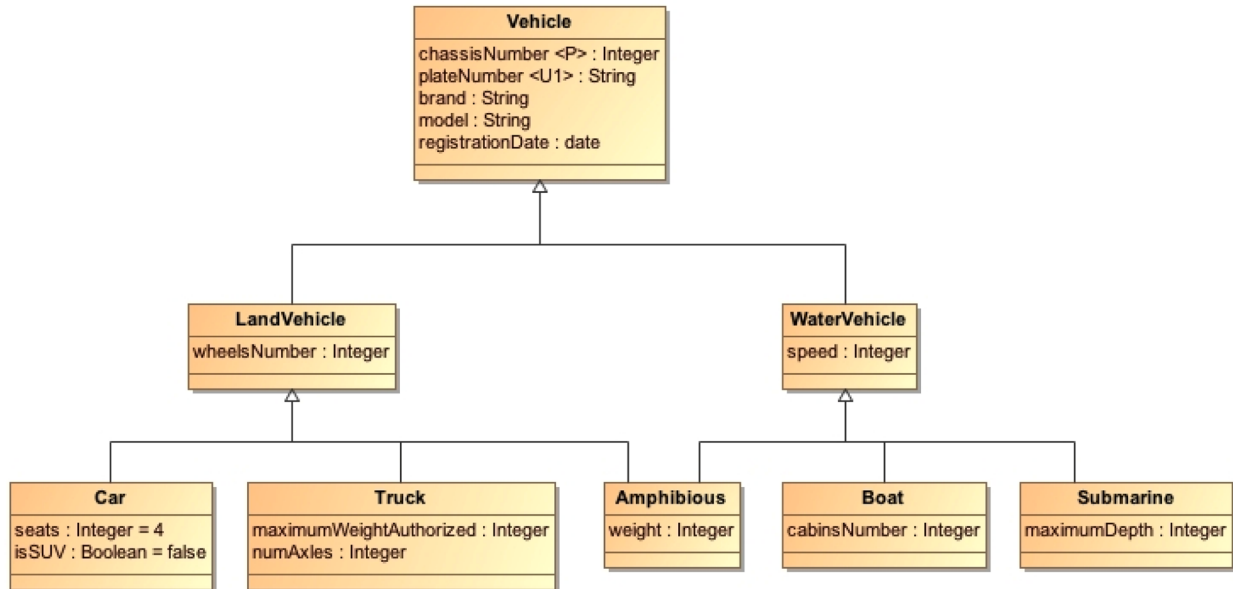 Vehicle
chassisNumber <P> : Integer
plateNumber <U1> : String
brand : String
model : String
registrationDate : date
LandVehicle
wheelsNumber : Integer
WaterVehicle
speed : Integer
Car
seats : Integer = 4
isSUV : Boolean = false
Truck
maximumWeightAuthorized : Integer
numAxles : Integer
Amphibious
weight : Integer
Boat
cabinsNumber : Integer
Submarine
maximumDepth : Integer